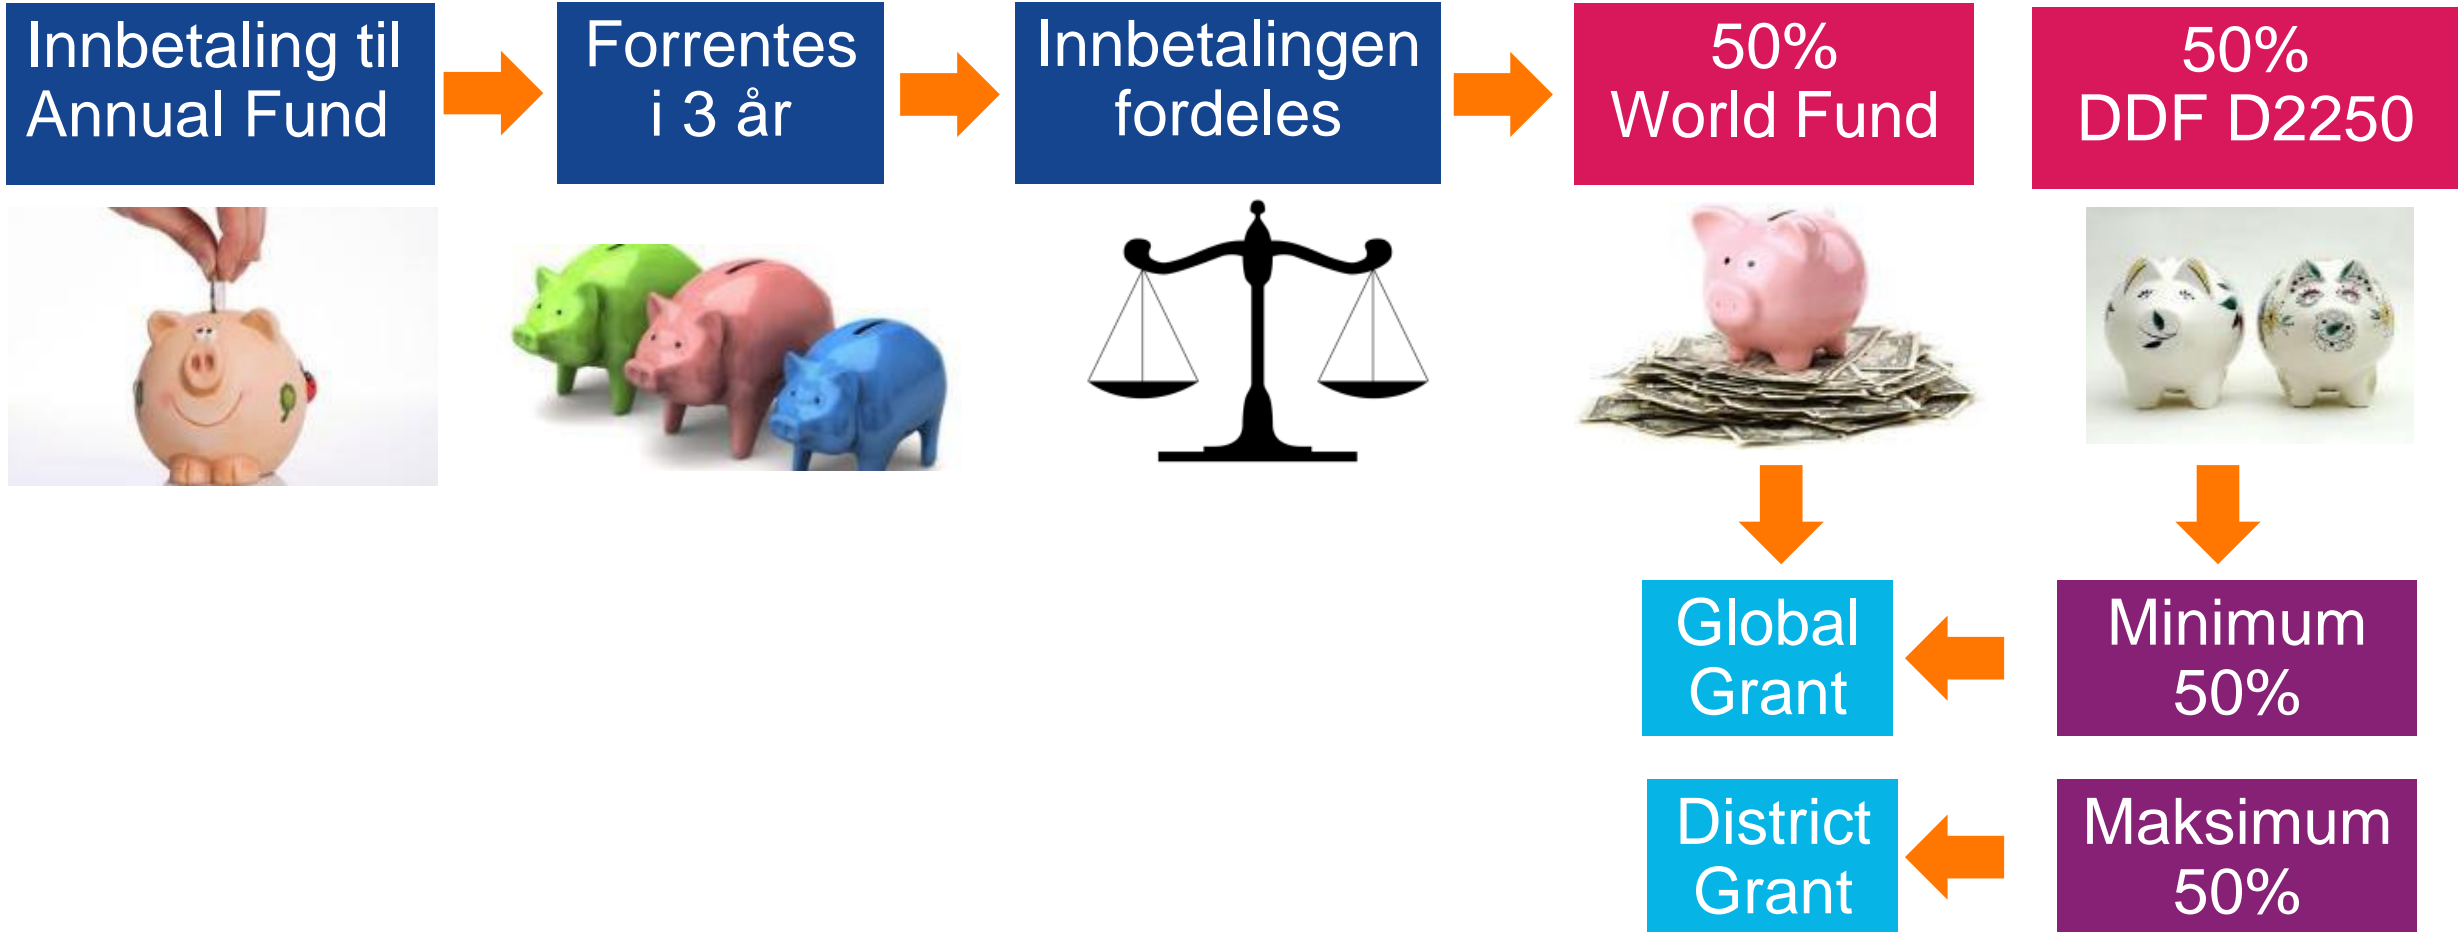 Innbetaling til
Annual Fund
Forrentes
i 3 år
Innbetalingen
fordeles
50%
World Fund
50%
DDF D2250
Global
Grant
Minimum
50%
District
Grant
Maksimum
50%